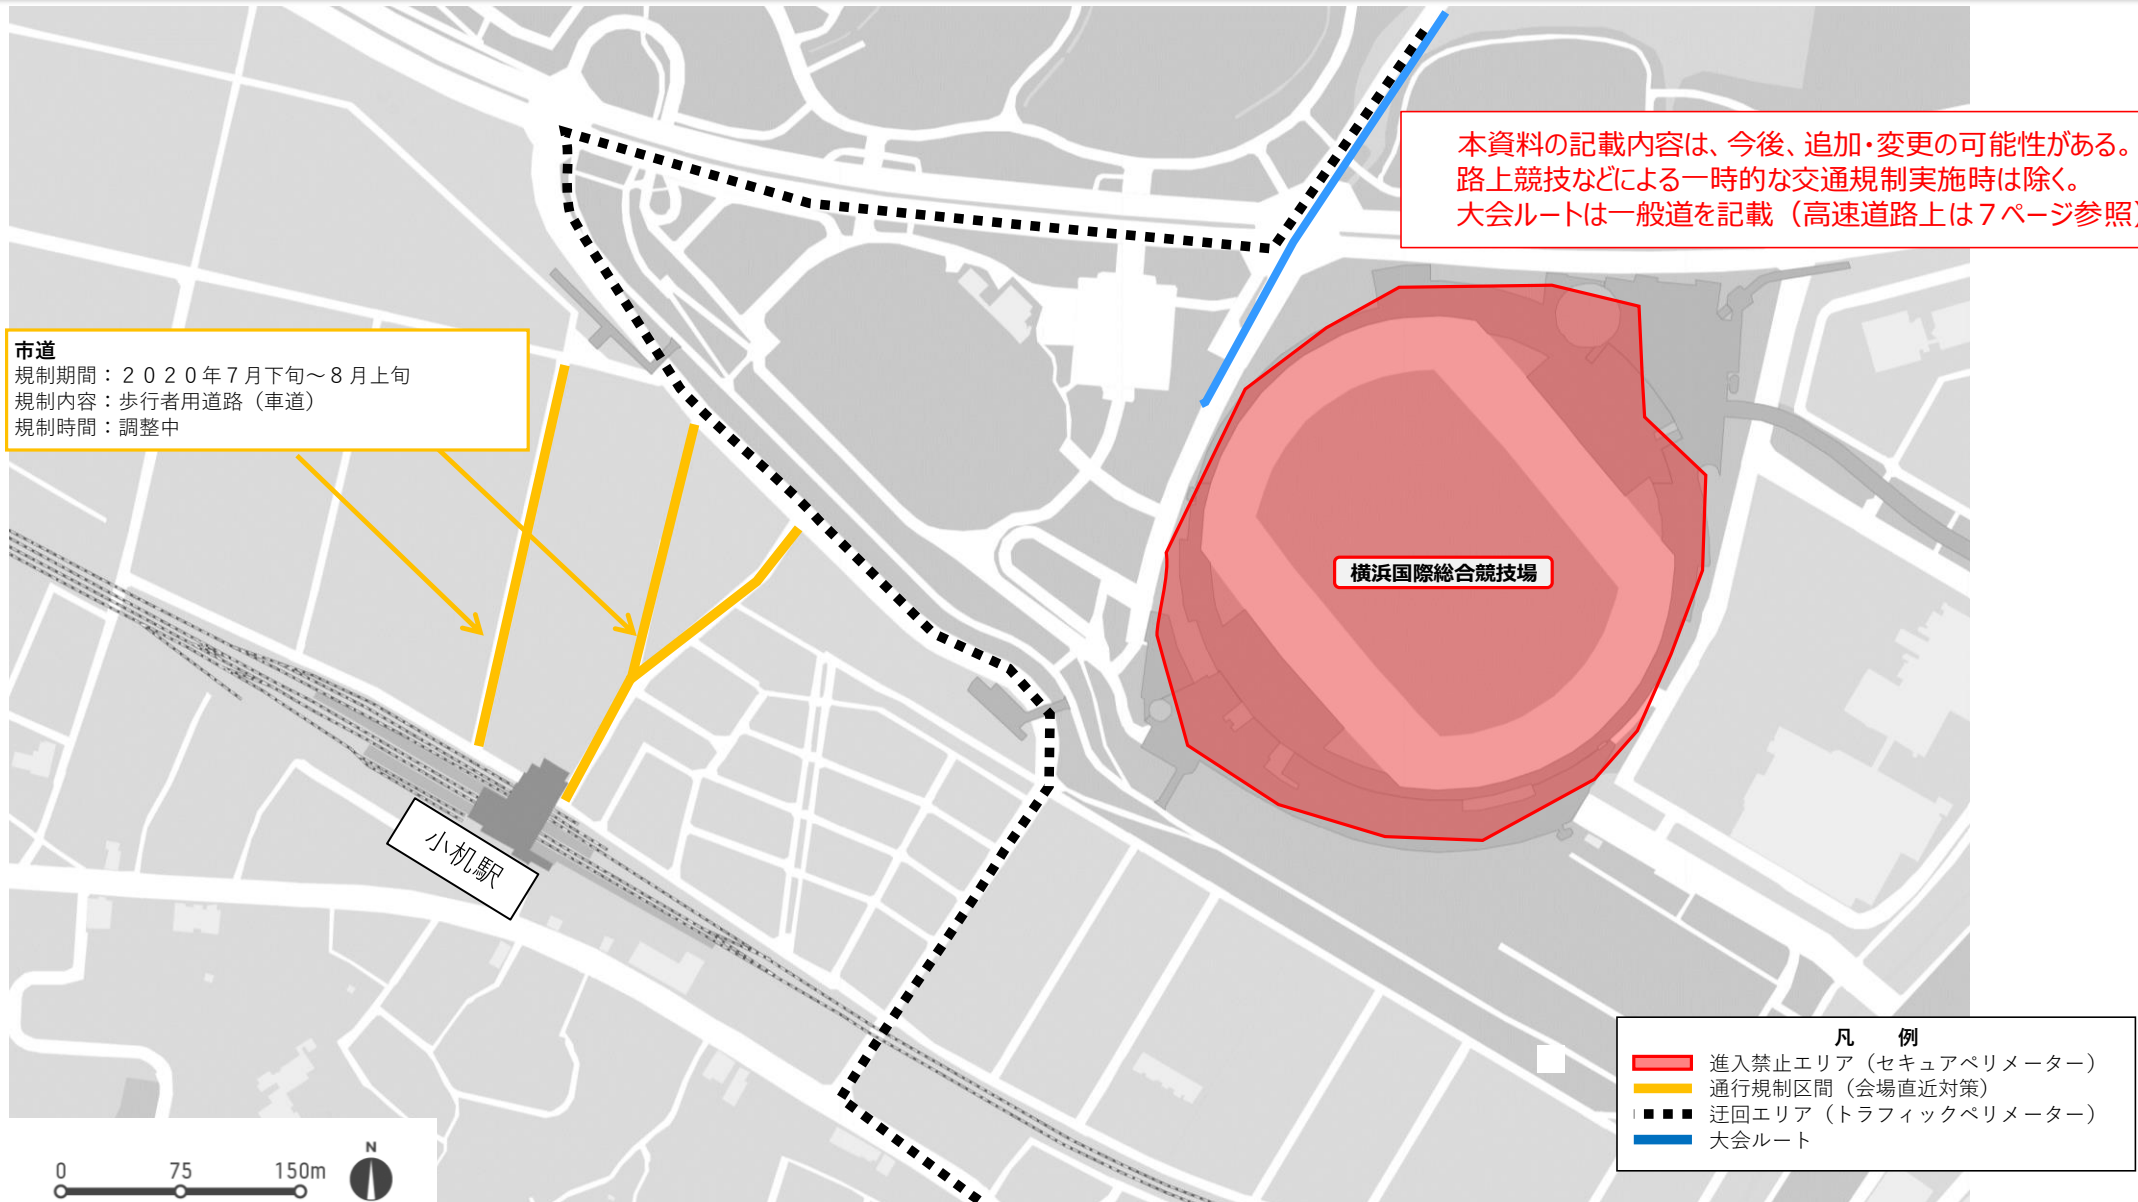 本資料の記載内容は、今後、追加・変更の可能性がある。
路上競技などによる一時的な交通規制実施時は除く。
大会ルートは一般道を記載（高速道路上は７ページ参照）
市道
規制期間：２０２０年７月下旬～８月上旬
規制内容：歩行者用道路（車道）
規制時間：調整中
横浜国際総合競技場
小机駅
凡　例
進入禁止エリア（セキュアペリメーター）
通行規制区間（会場直近対策）
迂回エリア（トラフィックペリメーター）
大会ルート
0 75 150m
N